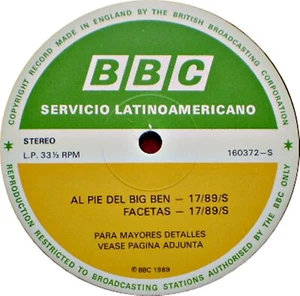 COPYRIGHT RECORD MADE IN ENGLAND BY THE BRITISH BROADCASTING CORPORATION
BBC
SERVICIO LATINOAMERICANO
STEREO
L.P. 33⅓ RPM
160372-S
AL PIE DEL BIG BEN — 17/89/S
FACETAS — 17/89/S
PARA MAYORES DETALLES
VEASE PAGINA ADJUNTA
© BBC 1989
REPRODUCTION RESTRICTED TO BROADCASTING STATIONS AUTHORISED BY THE BBC ONLY